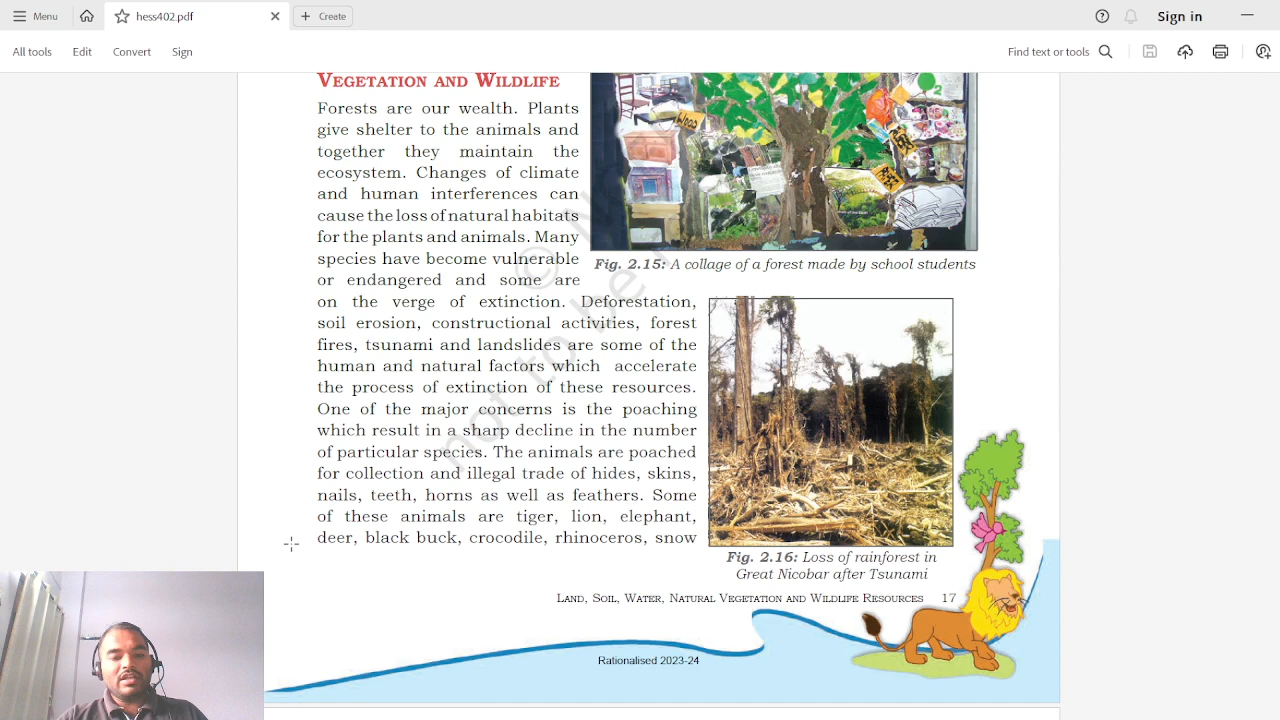 Menu
hess402.pdf
Create
Sign in
All tools
Edit
Convert
Sign
Find text or tools
VEGETATION AND WILDLIFE
Forests are our wealth. Plants
give shelter to the animals and
together they maintain the
ecosystem. Changes of climate
and human interferences can
cause the loss of natural habitats
for the plants and animals. Many
species have become vulnerable
or endangered and some are
on the verge of extinction. Deforestation,
soil erosion, constructional activities, forest
fires, tsunami and landslides are some of the
human and natural factors which accelerate
the process of extinction of these resources.
One of the major concerns is the poaching
which result in a sharp decline in the number
of particular species. The animals are poached
for collection and illegal trade of hides, skins,
nails, teeth, horns as well as feathers. Some
of these animals are tiger, lion, elephant,
deer, black buck, crocodile, rhinoceros, snow
Wood
Fig. 2.15: A collage of a forest made by school students
Fig. 2.16: Loss of rainforest in
Great Nicobar after Tsunami
LAND, SOIL, WATER, NATURAL VEGETATION AND WILDLIFE RESOURCES 17
Rationalised 2023-24
©
not to be